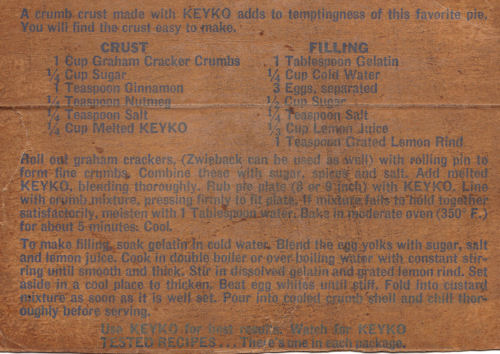 A crumb crust made with KEYKO adds to temptingness of this favorite pie.
You will find the crust easy to make.
CRUST
1 Cup Graham Cracker Crumbs
¼ Cup Sugar
1 Teaspoon Cinnamon
¼ Teaspoon Nutmeg
¼ Teaspoon Salt
¼ Cup Melted KEYKO
FILLING
1 Tablespoon Gelatin
¼ Cup Cold Water
3 Eggs, separated
Cup Sugar
¼ Teaspoon Salt
⅓ Cup Lemon Juice
1 Teaspoon Grated Lemon Rind
Roll out graham crackers, (Zwieback can be used as well) with rolling pin to
form fine crumbs. Combine these with sugar, spices and salt. Add melted
KEYKO, blending thoroughly. Rub pie plate (8 or 9 inch) with KEYKO. Line
with crumb mixture, pressing firmly to fit plate. If mixture fails to hold together
satisfactorily, moisten with 1 Tablespoon water. Bake in moderate oven (350° F.)
for about 5 minutes. Cool.
To make filling, soak gelatin in cold water. Blend the egg yolks with sugar, salt
and lemon juice. Cook in double boiler or over boiling water with constant stir-
ring until smooth and thick. Stir in dissolved gelatin and grated lemon rind. Set
aside in a cool place to thicken. Beat egg whites until stiff. Fold into custard
mixture as soon as it is well set. Pour into cooled crumb shell and chill thor-
oughly before serving.
Use KEYKO for best results. Watch for KEYKO
TESTED RECIPES... There's one in each package.